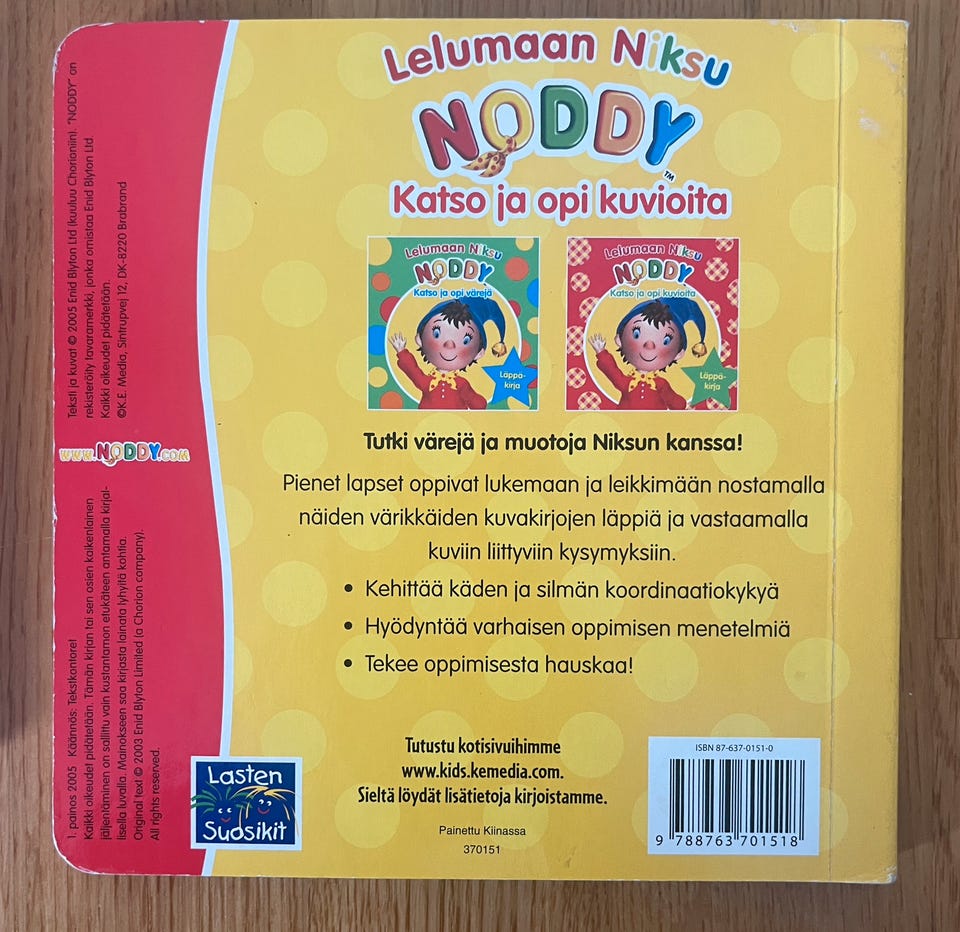 Lelumaan Niksu
NODDY™
Katso ja opi kuvioita
Lelumaan Niksu
NODDY
Katso ja opi värejä
Läppä-
kirja
Lelumaan Niksu
NODDY
Katso ja opi kuvioita
Läppä-
kirja
Tutki värejä ja muotoja Niksun kanssa!
Pienet lapset oppivat lukemaan ja leikkimään nostamalla
näiden värikkäiden kuvakirjojen läppiä ja vastaamalla
kuviin liittyviin kysymyksiin.
• Kehittää käden ja silmän koordinaatiokykyä
• Hyödyntää varhaisen oppimisen menetelmiä
• Tekee oppimisesta hauskaa!
Tutustu kotisivuihimme
www.kids.kemedia.com.
Sieltä löydät lisätietoja kirjoistamme.
Painettu Kiinassa
370151
ISBN 87-637-0151-0
9 788763 701518
Lasten
Suosikit
Teksti ja kuvat © 2005 Enid Blyton Ltd (kuuluu Chorioniin). "NODDY" on
rekisteröity tavaramerkki, jonka omistaa Enid Blyton Ltd
Kaikki oikeudet pidätetään.
©K.E. Media, Sintrupvej 12, DK-8220 Brabrand
www.NODDY.com
1. painos 2005 Käännös: Tekstikantorel
Kaikki oikeudet pidätetään. Tämän kirjan tai sen osien kaikenlainen
jäljentäminen on sallittu vain kustantamon etukäteen antamalla kirjal-
lisella luvalla. Mainokseen saa kirjasta lainata lyhyitä kohtia.
Original text © 2003 Enid Blyton Limited (a Chorion company).
All rights reserved.